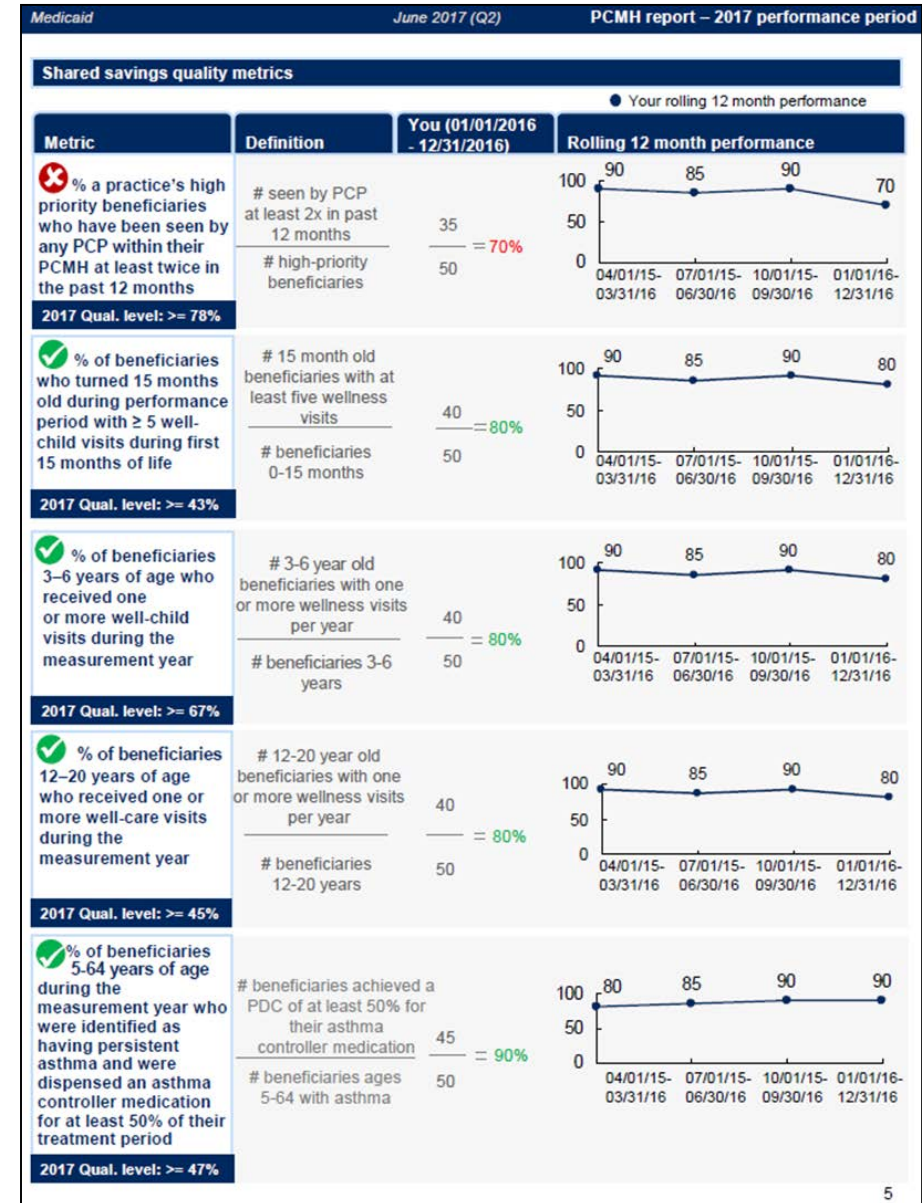 Medicaid
June 2017 (Q2)
PCMH report – 2017 performance period
Shared savings quality metrics
Your rolling 12 month performance
Metric
Definition
You (01/01/2016
- 12/31/2016)
Rolling 12 month performance
% a practice's high
priority beneficiaries
who have been seen by
any PCP within their
PCMH at least twice in
the past 12 months
2017 Qual. level: >= 78%
# seen by PCP
at least 2x in past
12 months
# high-priority
beneficiaries
35
50
= 70%
100
50
0
90
85
90
70
04/01/15- 07/01/15- 10/01/15- 01/01/16-
03/31/16 06/30/16 09/30/16 12/31/16
% of beneficiaries
who turned 15 months
old during performance
period with ≥ 5 well-
child visits during first
15 months of life
2017 Qual. level: >= 43%
# 15 month old
beneficiaries with at
least five wellness
visits
# beneficiaries
0-15 months
40
50
=80%
100
50
0
90
85
90
80
04/01/15- 07/01/15- 10/01/15- 01/01/16-
03/31/16 06/30/16 09/30/16 12/31/16
% of beneficiaries
3–6 years of age who
received one
or more well-child
visits during the
measurement year
2017 Qual. level: >= 67%
# 3-6 year old
beneficiaries with one
or more wellness visits
per year
# beneficiaries 3-6
years
40
50
= 80%
100
50
0
90
85
90
80
04/01/15- 07/01/15- 10/01/15- 01/01/16-
03/31/16 06/30/16 09/30/16 12/31/16
% of beneficiaries
12–20 years of age
who received one or
more well-care visits
during the
measurement year
2017 Qual. level: >= 45%
# 12-20 year old
beneficiaries with one
or more wellness visits
per year
# beneficiaries
12-20 years
40
50
= 80%
100
50
0
90
85
90
80
04/01/15- 07/01/15- 10/01/15- 01/01/16-
03/31/16 06/30/16 09/30/16 12/31/16
% of beneficiaries
5-64 years of age
during the
measurement year who
were identified as
having persistent
asthma and were
dispensed an asthma
controller medication
for at least 50% of their
treatment period
2017 Qual. level: >= 47%
# beneficiaries achieved a
PDC of at least 50% for
their asthma
controller medication
# beneficiaries ages
5-64 with asthma
45
50
= 90%
100
50
0
80
85
90
90
04/01/15- 07/01/15- 10/01/15- 01/01/16-
03/31/16 06/30/16 09/30/16 12/31/16
5